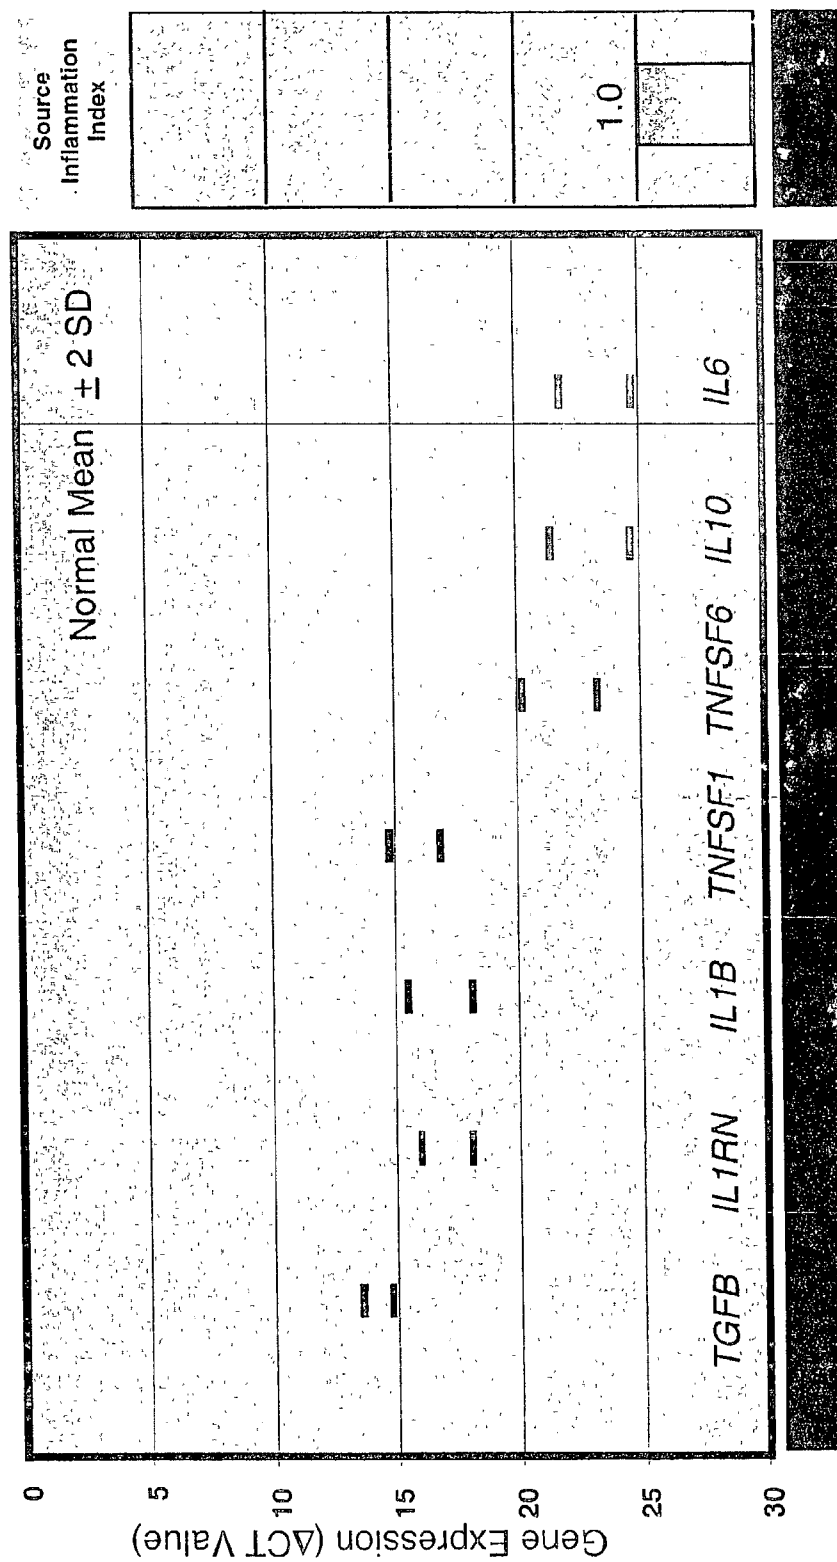 Source
Inflammation
Index
Normal Mean ± 2 SD
1.0
Gene Expression (ΔCT Value)
0
5
10
15
20
25
30
TGFB
IL1RN
IL1B
TNFSF1
TNFSF6
IL10
IL6